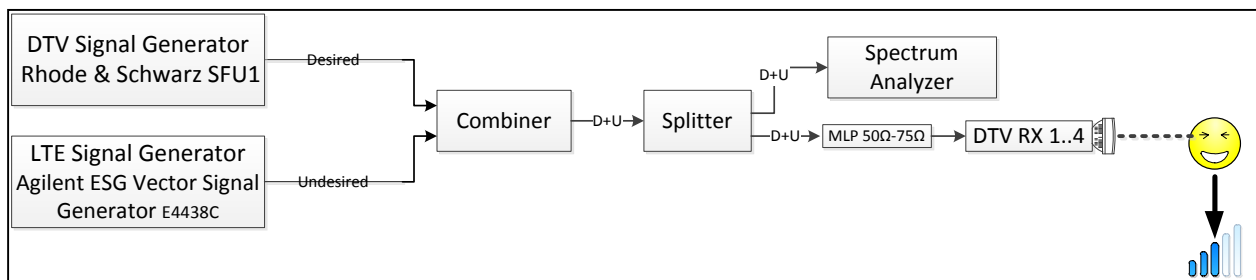 DTV Signal Generator
Rhode & Schwarz SFU1
Desired
LTE Signal Generator
Agilent ESG Vector Signal
Generator E4438C
Undesired
Combiner
D+U
Splitter
D+U
Spectrum
Analyzer
D+U
MLP 50Ω-75Ω
DTV RX 1..4